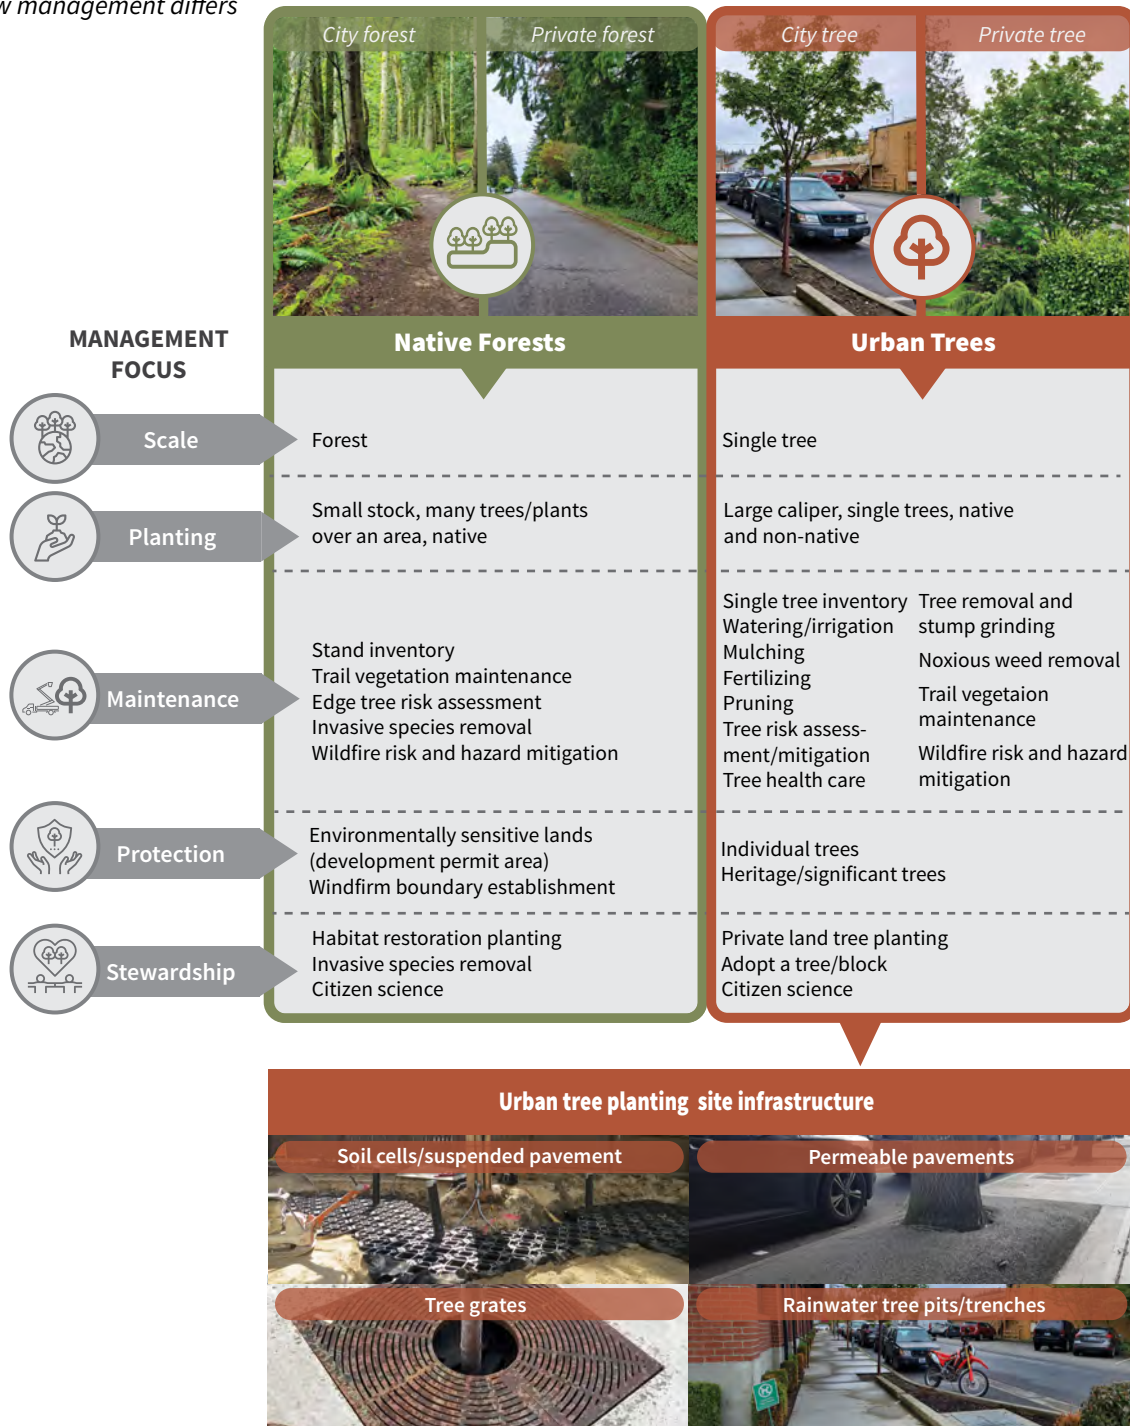 management differs
City forest
Private forest
City tree
Private tree
MANAGEMENT
FOCUS
Native Forests
Urban Trees
Scale
Forest
Single tree
Planting
Small stock, many trees/plants
over an area, native
Large caliper, single trees, native
and non-native
Maintenance
Stand inventory
Trail vegetation maintenance
Edge tree risk assessment
Invasive species removal
Wildfire risk and hazard mitigation
Single tree inventory
Watering/irrigation
Mulching
Fertilizing
Pruning
Tree risk assess-
ment/mitigation
Tree health care
Tree removal and
stump grinding
Noxious weed removal
Trail vegetaion
maintenance
Wildfire risk and hazard
mitigation
Protection
Environmentally sensitive lands
(development permit area)
Windfirm boundary establishment
Individual trees
Heritage/significant trees
Stewardship
Habitat restoration planting
Invasive species removal
Citizen science
Private land tree planting
Adopt a tree/block
Citizen science
Urban tree planting site infrastructure
Soil cells/suspended pavement
Permeable pavements
Tree grates
Rainwater tree pits/trenches